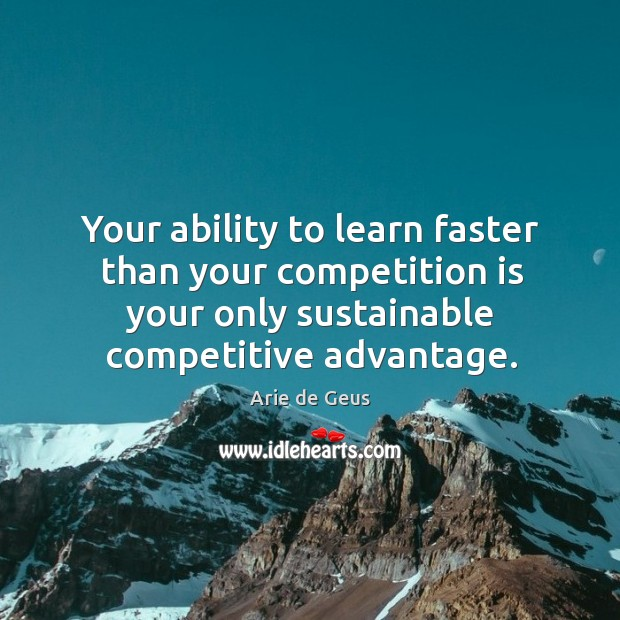 Your ability to learn faster
than your competition is
your only sustainable
competitive advantage.
Arie de Geus
www.idlehearts.com